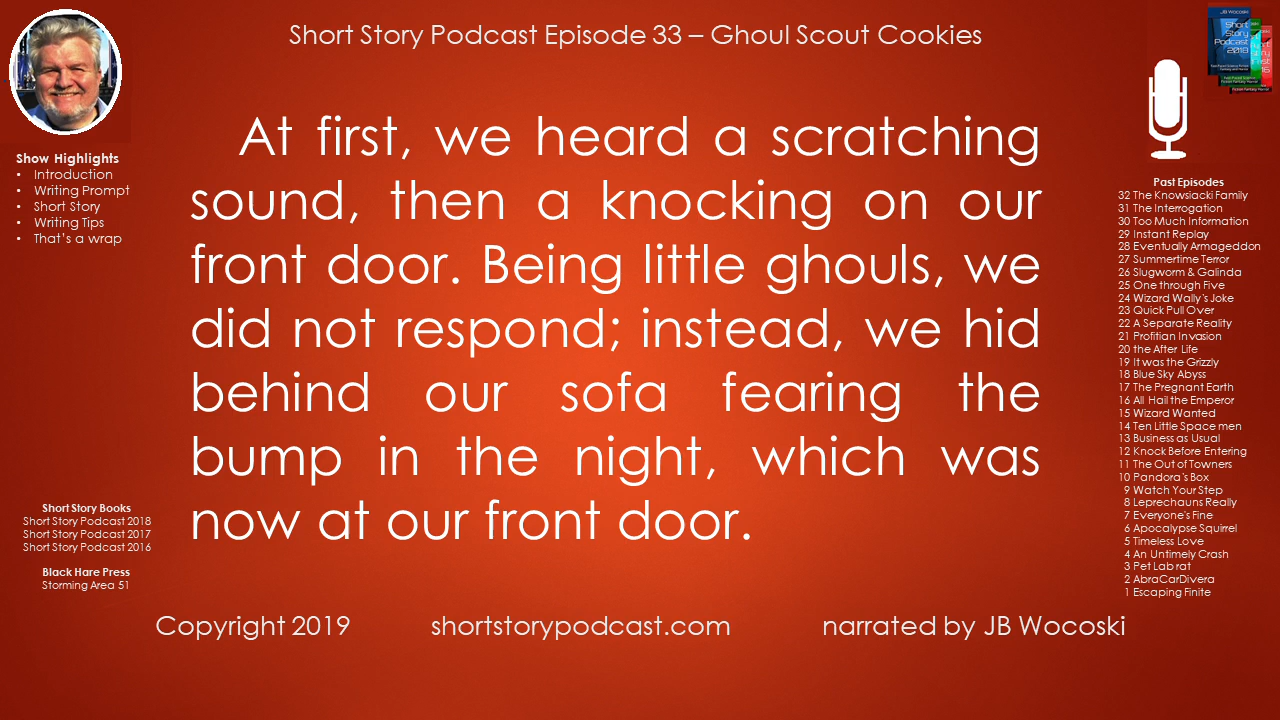 Short Story Podcast Episode 33 – Ghoul Scout Cookies
At first, we heard a scratching
sound, then a knocking on our
front door. Being little ghouls, we
did not respond; instead, we hid
behind our sofa fearing the
bump in the night, which was
now at our front door.
Show Highlights
• Introduction
• Writing Prompt
• Short Story
• Writing Tips
• That's a wrap
Short Story Books
Short Story Podcast 2018
Short Story Podcast 2017
Short Story Podcast 2016
Black Hare Press
Storming Area 51
JB Wocoski
Short
Story
Podcast
2018
Past Episodes
32 The Knowsiacki Family
31 The Interrogation
30 Too Much Information
29 Instant Replay
28 Eventually Armageddon
27 Summertime Terror
26 Slugworm & Galinda
25 One through Five
24 Wizard Wally's Joke
23 Quick Pull Over
22 A Separate Reality
21 Profitian Invasion
20 the After Life
19 It was the Grizzly
18 Blue Sky Abyss
17 The Pregnant Earth
16 All Hail the Emperor
15 Wizard Wanted
14 Ten Little Space men
13 Business as Usual
12 Knock Before Entering
11 The Out of Towners
10 Pandora's Box
9 Watch Your Step
8 Leprechauns Really
7 Everyone's Fine
6 Apocalypse Squirrel
5 Timeless Love
4 An Untimely Crash
3 Pet Lab rat
2 AbraCarDivera
1 Escaping Finite
Copyright 2019 shortstorypodcast.com narrated by JB Wocoski